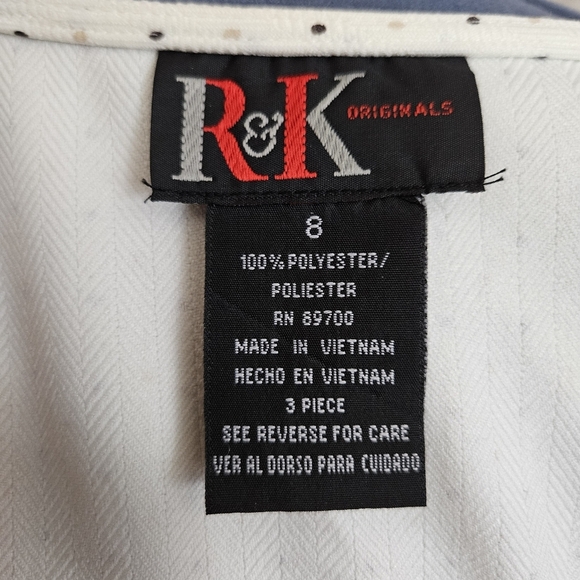 R&K ORIGINALS
8
100% POLYESTER/
POLIESTER
RN 89700
MADE IN VIETNAM
HECHO EN VIETNAM
3 PIECE
SEE REVERSE FOR CARE
VER AL DORSO PARA CUIDADO